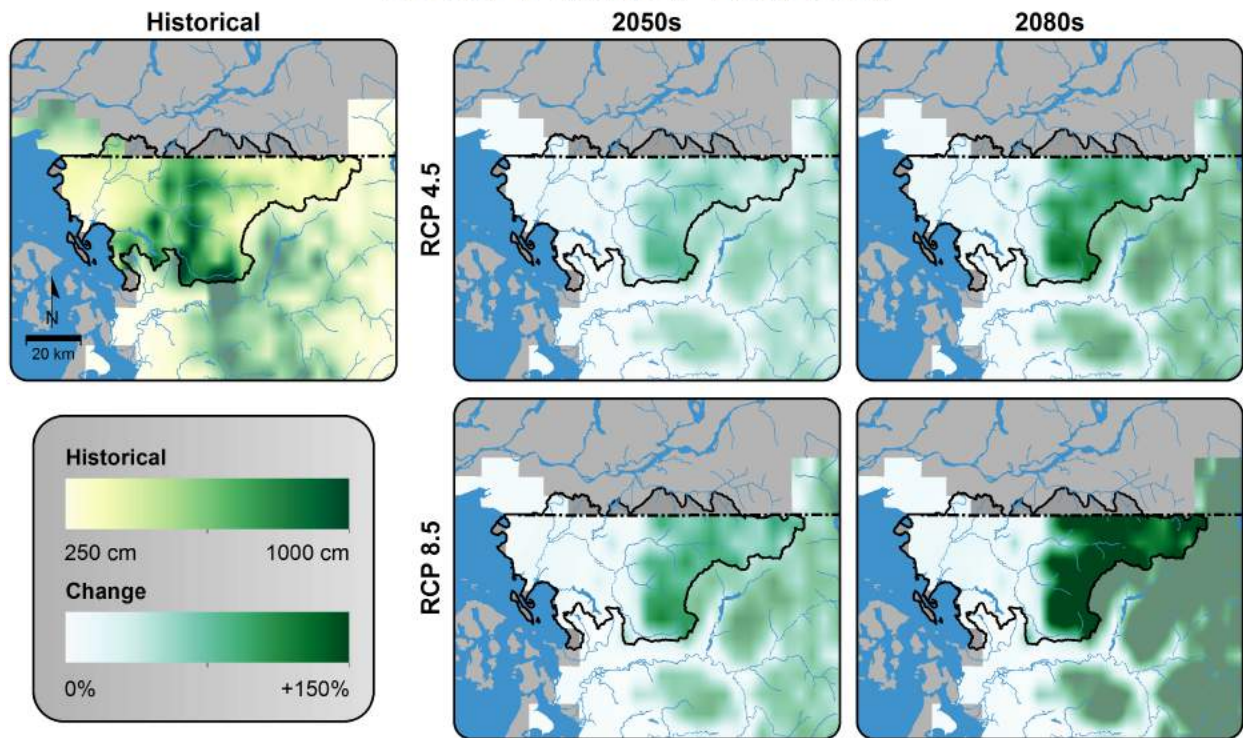 Historical
2050s
2080s
RCP 4.5
N
20 km
RCP 8.5
Historical
250 cm
1000 cm
Change
0%
+150%